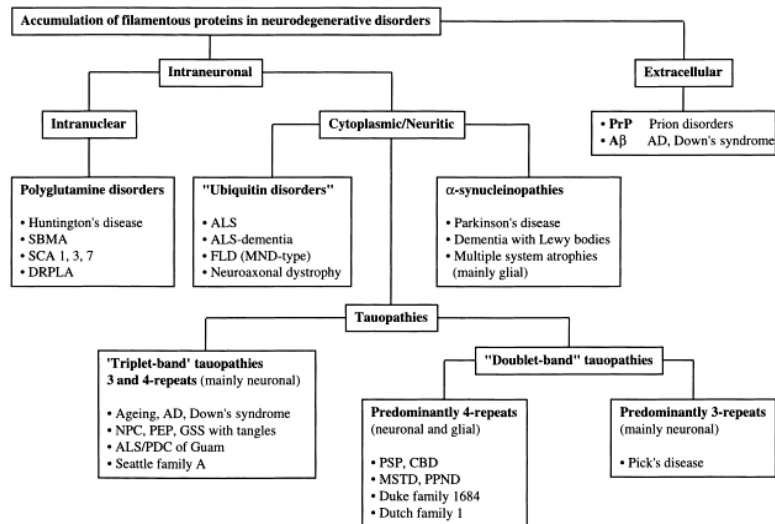 Accumulation of filamentous proteins in neurodegenerative disorders
Intraneuronal
Extracellular
Intranuclear
Cytoplasmic/Neuritic
• PrP Prion disorders
• Aβ AD, Down's syndrome
Polyglutamine disorders
• Huntington's disease
• SBMA
• SCA 1, 3, 7
• DRPLA
"Ubiquitin disorders"
• ALS
• ALS-dementia
• FLD (MND-type)
• Neuroaxonal dystrophy
α-synucleinopathies
• Parkinson's disease
• Dementia with Lewy bodies
• Multiple system atrophies
(mainly glial)
Tauopathies
'Triplet-band' tauopathies
3 and 4-repeats (mainly neuronal)
• Ageing, AD, Down's syndrome
• NPC, PEP, GSS with tangles
• ALS/PDC of Guam
• Seattle family A
"Doublet-band" tauopathies
Predominantly 4-repeats
(neuronal and glial)
• PSP, CBD
• MSTD, PPND
• Duke family 1684
• Dutch family 1
Predominantly 3-repeats
(mainly neuronal)
• Pick's disease